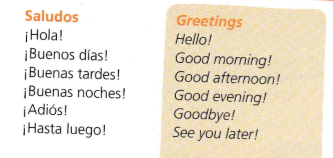 Saludos
¡Hola!
¡Buenos días!
¡Buenas tardes!
¡Buenas noches!
¡Adiós!
¡Hasta luego!
Greetings
Hello!
Good morning!
Good afternoon!
Good evening!
Goodbye!
See you later!